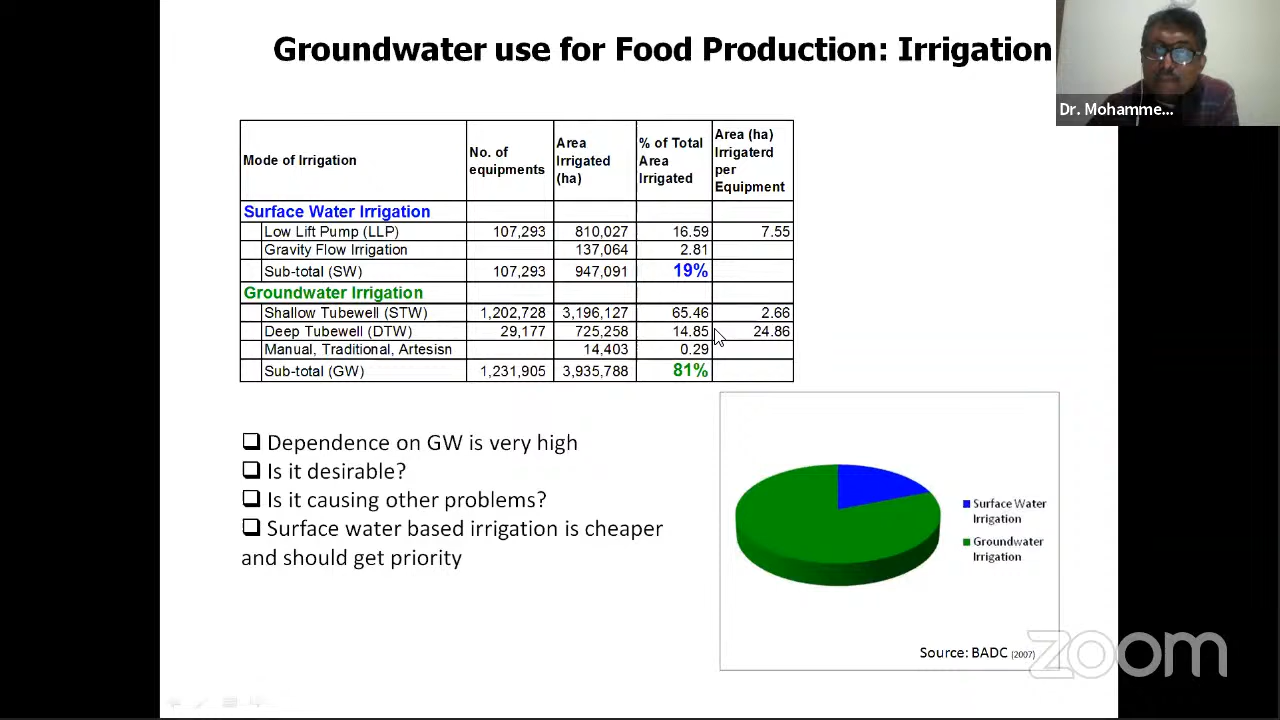 Groundwater use for Food Production: Irrigation
Dr. Mohamme...
Mode of Irrigation No. of equipments Area Irrigated (ha) % of Total Area Irrigated Area (ha) Irrigaterd per Equipment
Surface Water Irrigation
Low Lift Pump (LLP) 107,293 810,027 16.59 7.55
Gravity Flow Irrigation 137,064 2.81
Sub-total (SW) 107,293 947,091 19%
Groundwater Irrigation
Shallow Tubewell (STW) 1,202,728 3,196,127 65.46 2.66
Deep Tubewell (DTW) 29,177 725,258 14.85 24.86
Manual, Traditional, Artesisn 14,403 0.29
Sub-total (GW) 1,231,905 3,935,788 81%
❑ Dependence on GW is very high
❑ Is it desirable?
❑ Is it causing other problems?
❑ Surface water based irrigation is cheaper
and should get priority
Surface Water
Irrigation
Groundwater
Irrigation
Source: BADC (2007)
zoom